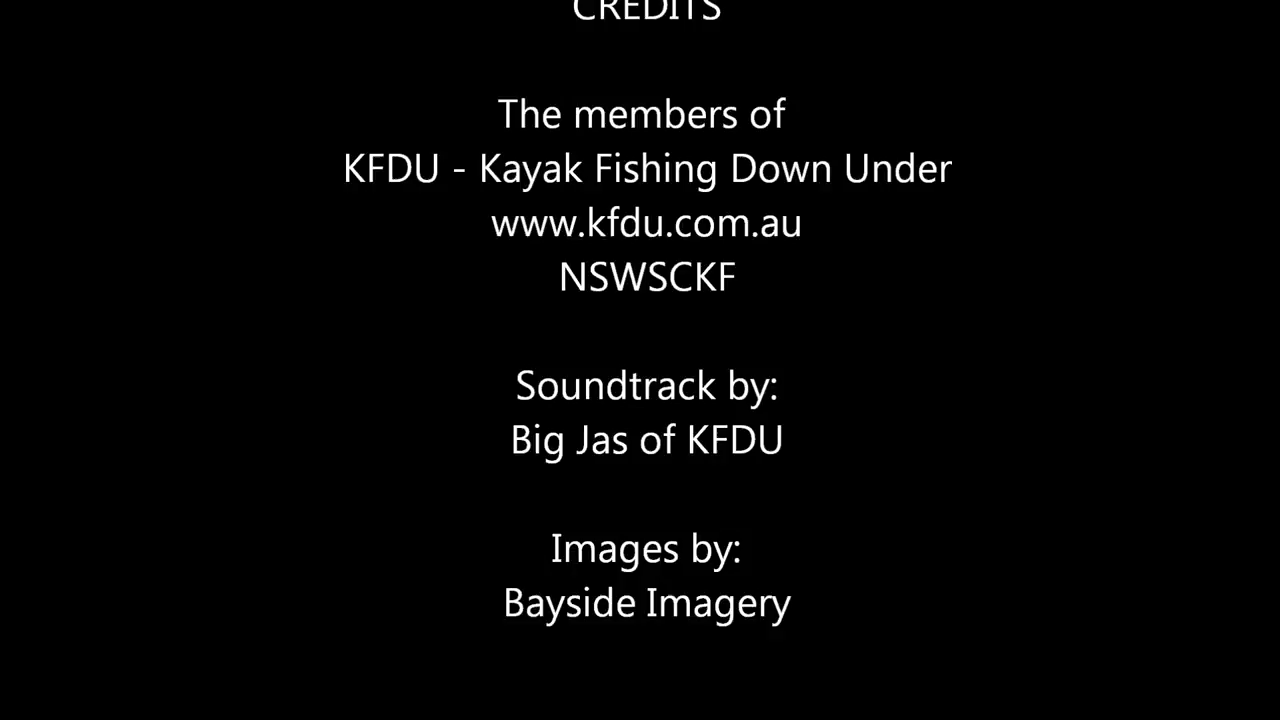 CREDITS
The members of
KFDU - Kayak Fishing Down Under
www.kfdu.com.au
NSWSCKF
Soundtrack by:
Big Jas of KFDU
Images by:
Bayside Imagery